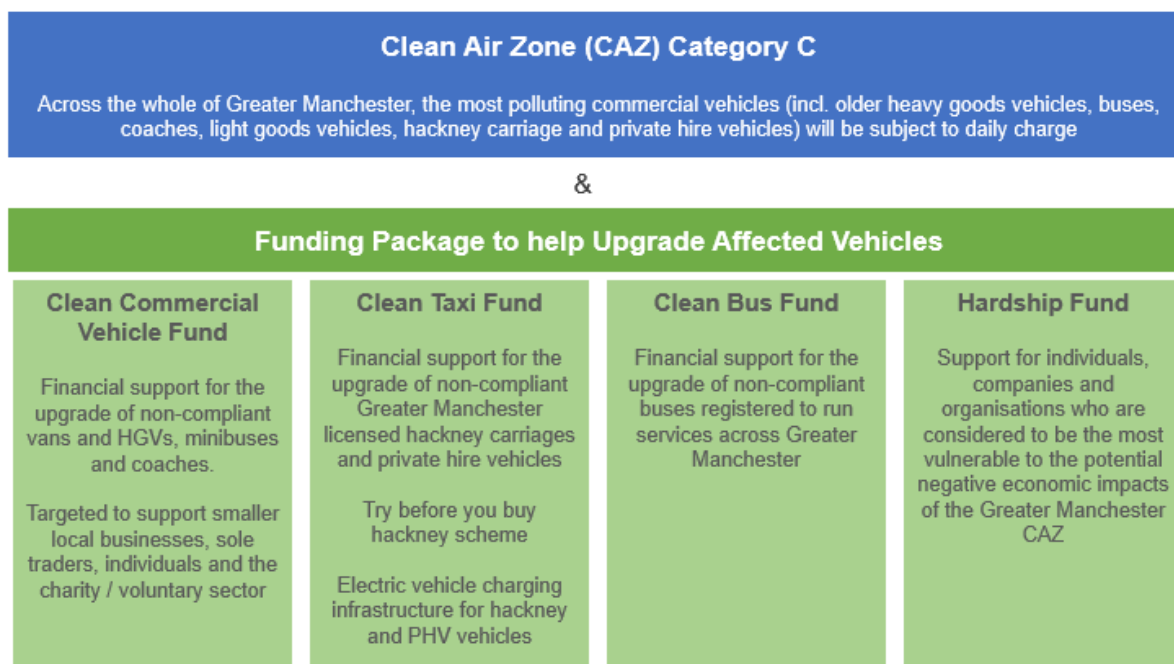 Clean Air Zone (CAZ) Category C
Across the whole of Greater Manchester, the most polluting commercial vehicles (incl. older heavy goods vehicles, buses,
coaches, light goods vehicles, hackney carriage and private hire vehicles) will be subject to daily charge
&
Funding Package to help Upgrade Affected Vehicles
Clean Commercial
Vehicle Fund
Financial support for the
upgrade of non-compliant
vans and HGVs, minibuses
and coaches.
Targeted to support smaller
local businesses, sole
traders, individuals and the
charity / voluntary sector
Clean Taxi Fund
Financial support for the
upgrade of non-compliant
Greater Manchester
licensed hackney carriages
and private hire vehicles
Try before you buy
hackney scheme
Electric vehicle charging
infrastructure for hackney
and PHV vehicles
Clean Bus Fund
Financial support for the
upgrade of non-compliant
buses registered to run
services across Greater
Manchester
Hardship Fund
Support for individuals,
companies and
organisations who are
considered to be the most
vulnerable to the potential
negative economic impacts
of the Greater Manchester
CAZ